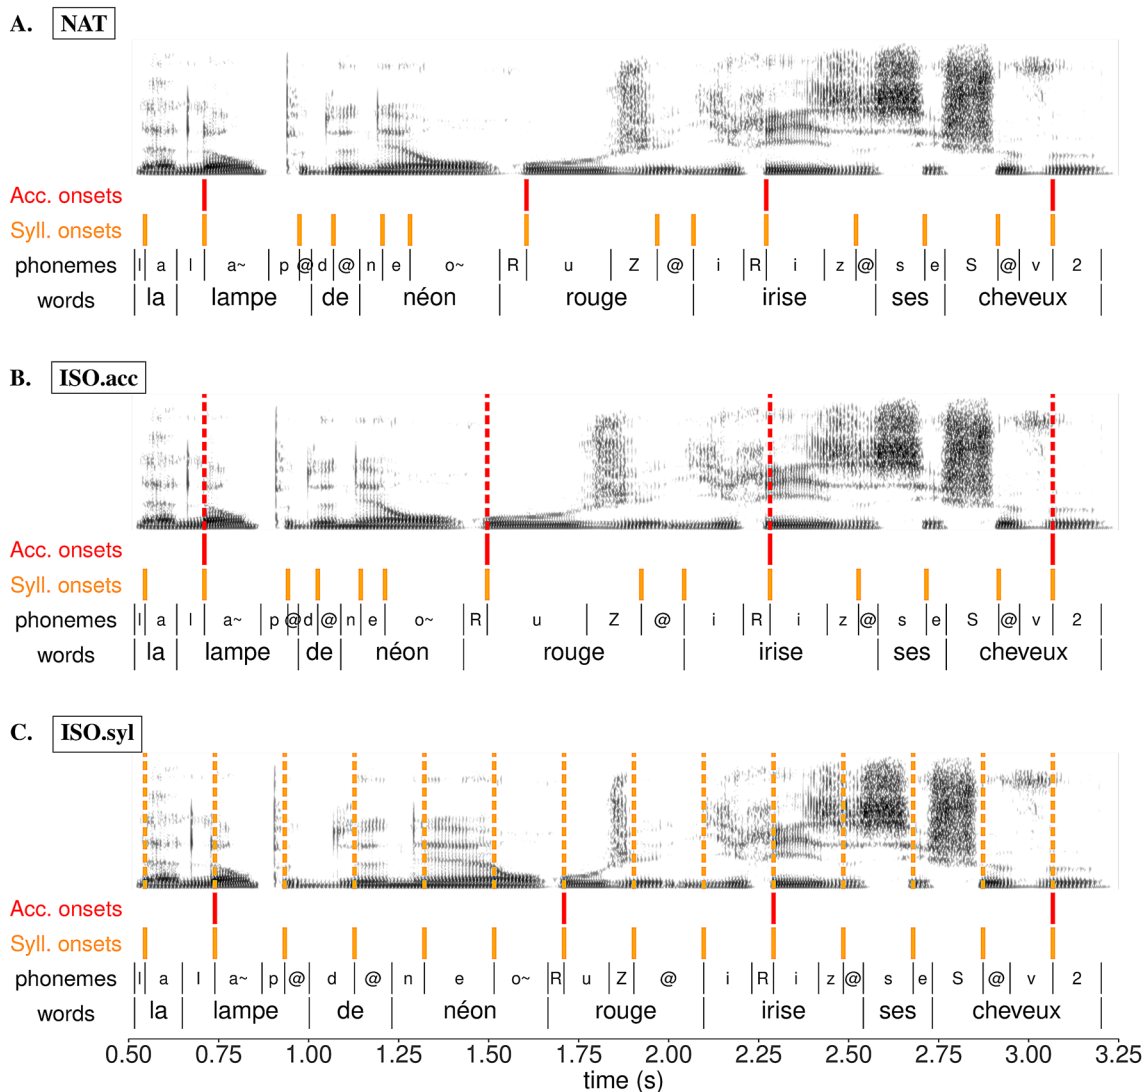 A. NAT
Acc. onsets
Syll. onsets
phonemes l a l a~ p @ d @ n e o~ R u Z @ i R i z @ s e S @ v 2
words la lampe de néon rouge irise ses cheveux
B. ISO.acc
Acc. onsets
Syll. onsets
phonemes l a l a~ p @ d @ n e o~ R u Z @ i R i z @ s e S @ v 2
words la lampe de néon rouge irise ses cheveux
C. ISO.syl
Acc. onsets
Syll. onsets
phonemes l a l a~ p @ d @ n e o~ R u Z @ i R i z @ s e S @ v 2
words la lampe de néon rouge irise ses cheveux
0.50 0.75 1.00 1.25 1.50 1.75 2.00 2.25 2.50 2.75 3.00 3.25
time (s)